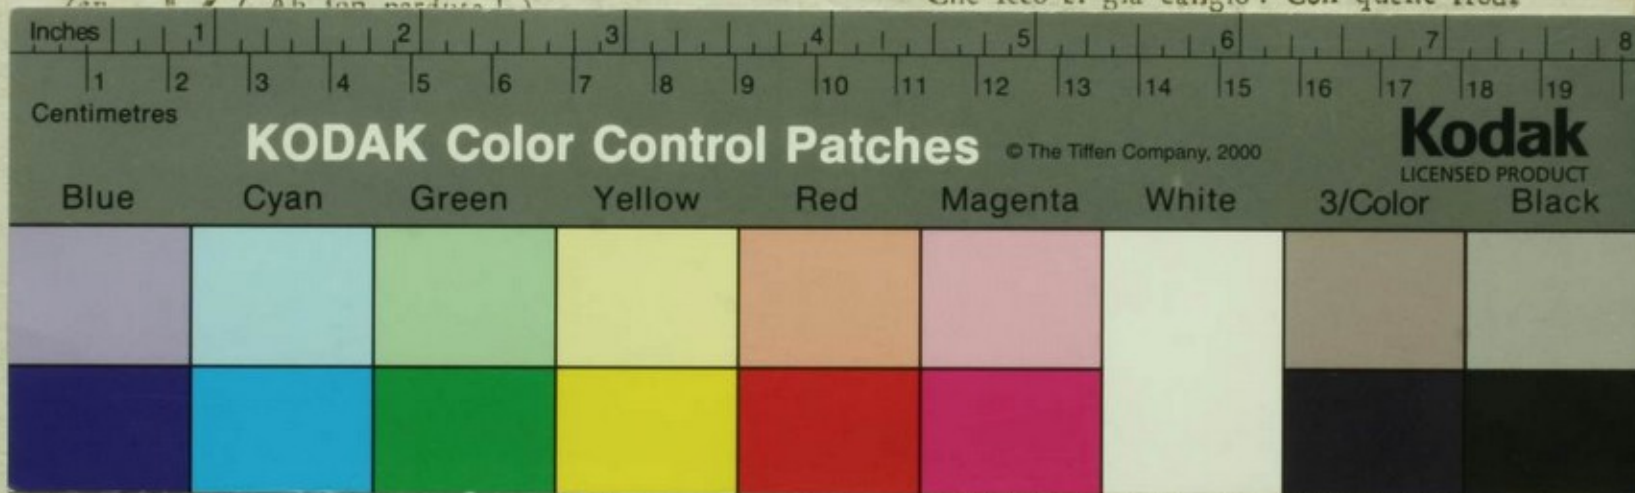 Inches 1 2 3 4 5 6 7 8
1 2 3 4 5 6 7 8 9 10 11 12 13 14 15 16 17 18 19
Centimetres
KODAK Color Control Patches © The Tiffen Company, 2000
Kodak
LICENSED PRODUCT
Blue Cyan Green Yellow Red Magenta White 3/Color Black